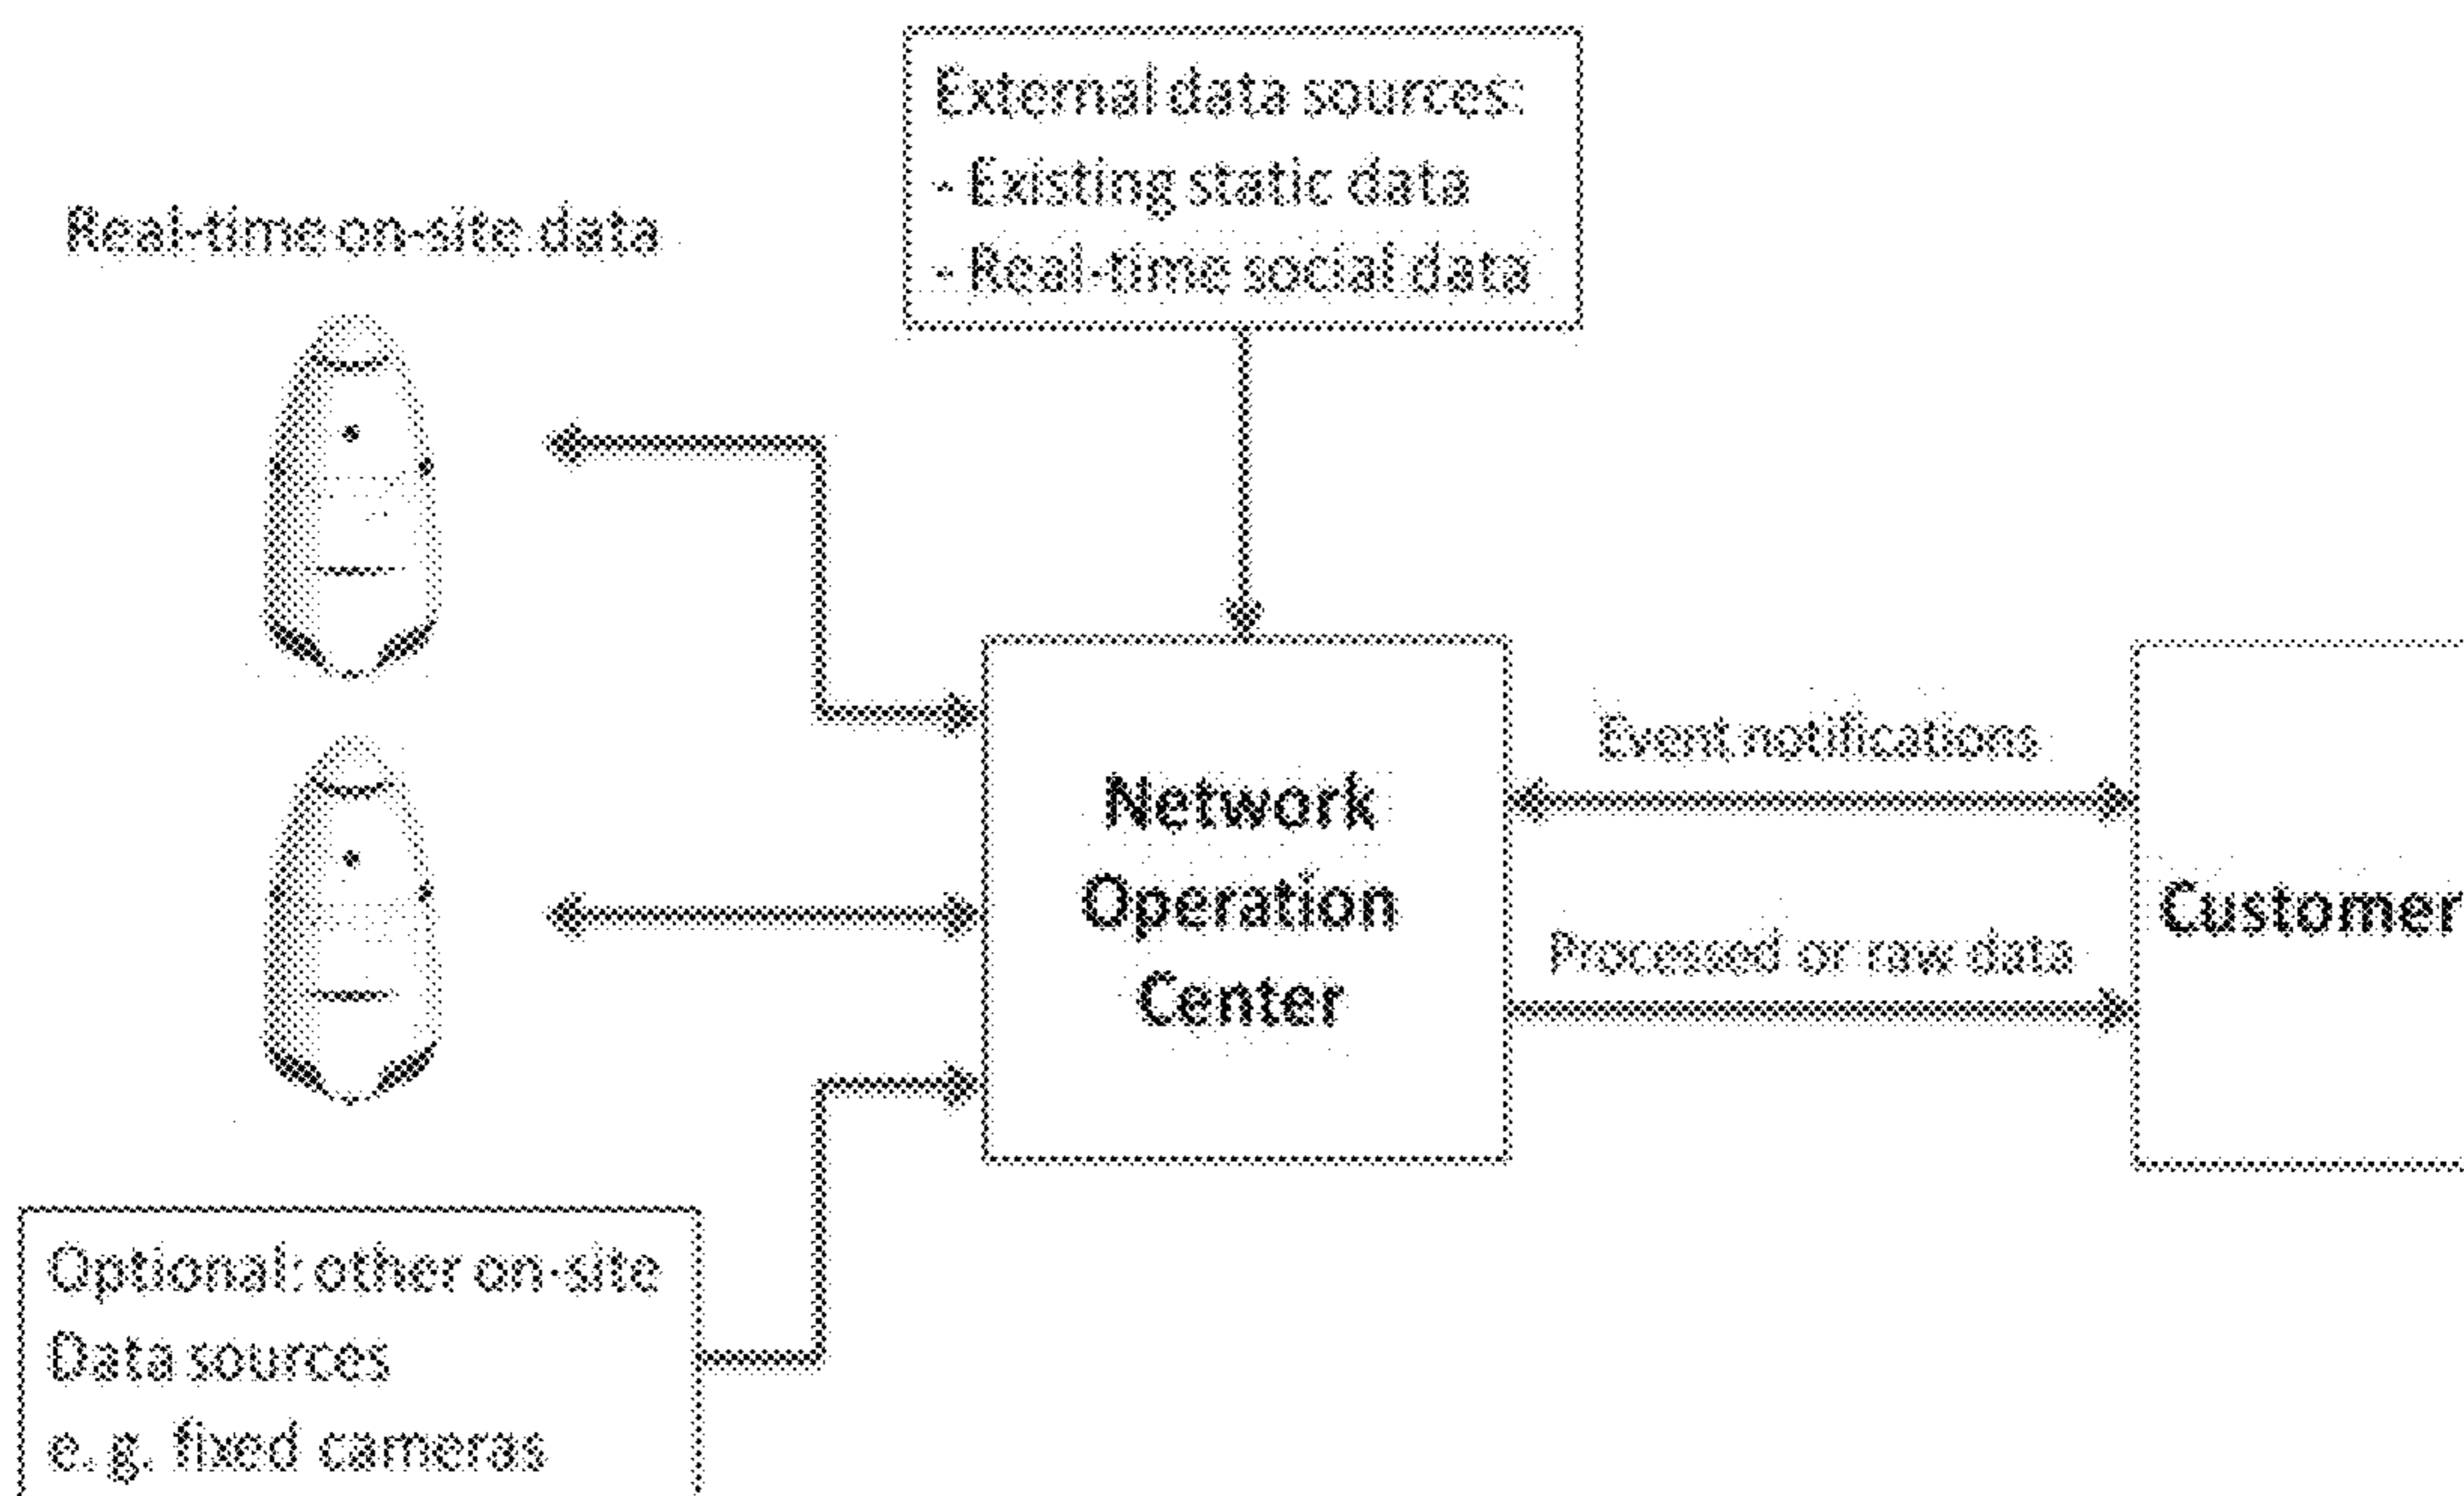 External data sources:
- Existing static data
- Real-time social data
Real-time on-site data
Network
Operation
Center
Event notifications
Processed or raw data
Customer
Optional: other on-site
Data sources
e. g. fixed cameras